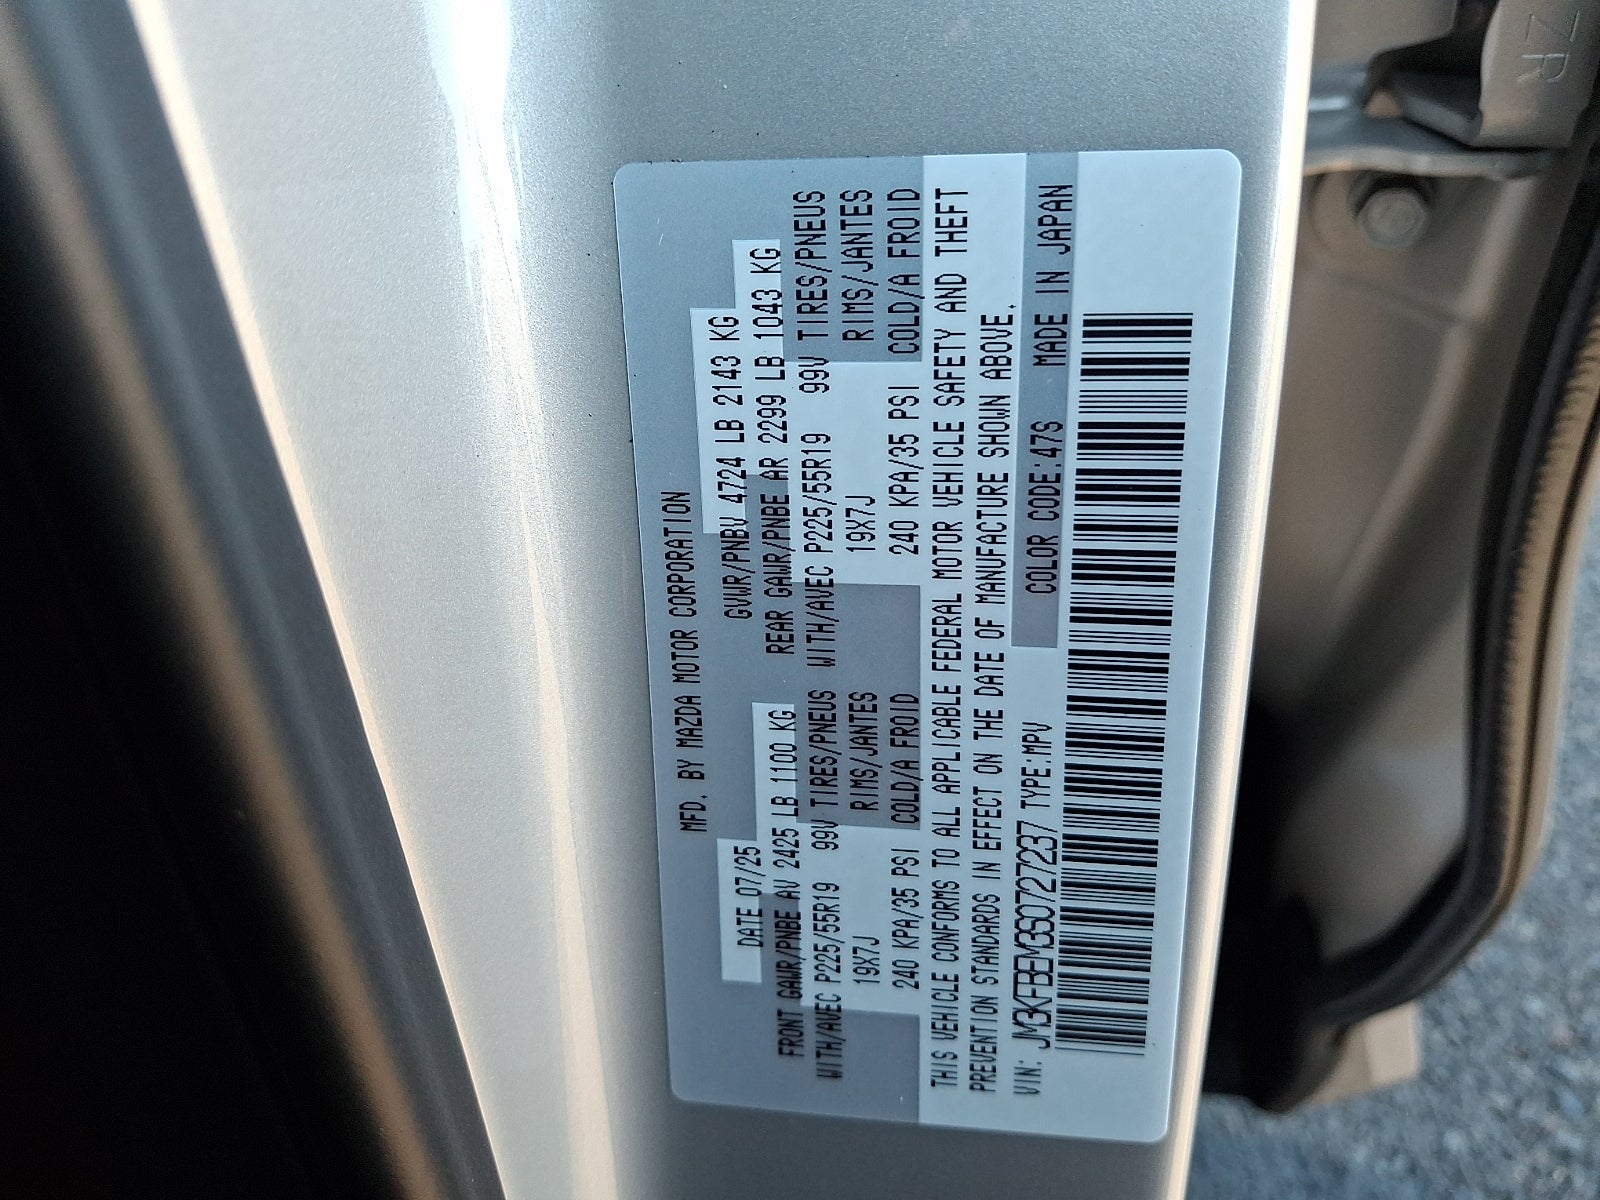 MFD. BY MAZDA MOTOR CORPORATION
DATE 07/25 GVWR/PNBV 4724 LB 2143 KG
FRONT GAWR/PNBE AV 2425 LB 1100 KG REAR GAWR/PNBE AR 2299 LB 1043 KG
WITH/AVEC P225/55R19 99V TIRES/PNEUS WITH/AVEC P225/55R19 99V TIRES/PNEUS
19X7J RIMS/JANTES 19X7J RIMS/JANTES
240 KPA/35 PSI COLD/A FROID 240 KPA/35 PSI COLD/A FROID
THIS VEHICLE CONFORMS TO ALL APPLICABLE FEDERAL MOTOR VEHICLE SAFETY AND THEFT
PREVENTION STANDARDS IN EFFECT ON THE DATE OF MANUFACTURE SHOWN ABOVE.
VIN: JM3KFBEM3S0727237 TYPE:MPV COLOR CODE:47S MADE IN JAPAN
ZR